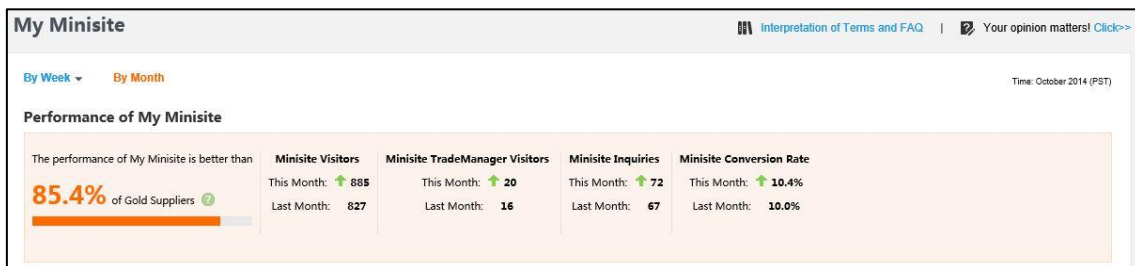 My Minisite
Interpretation of Terms and FAQ | Your opinion matters! Click>>
By Week By Month
Time: October 2014 (PST)
Performance of My Minisite
The performance of My Minisite is better than
85.4% of Gold Suppliers
Minisite Visitors
This Month: 885
Last Month: 827
Minisite TradeManager Visitors
This Month: 20
Last Month: 16
Minisite Inquiries
This Month: 72
Last Month: 67
Minisite Conversion Rate
This Month: 10.4%
Last Month: 10.0%